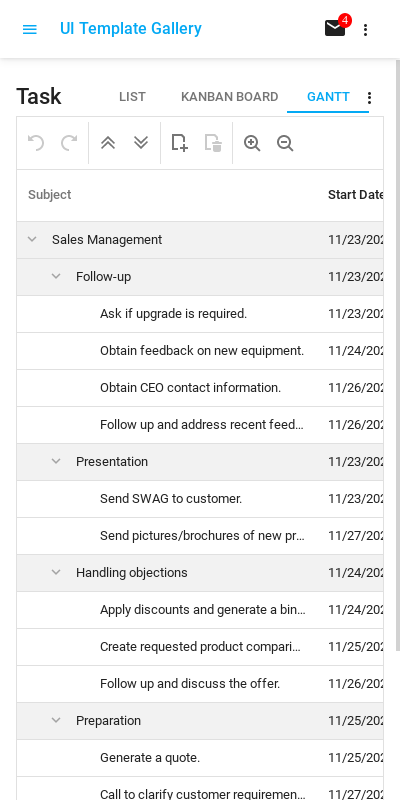 UI Template Gallery
4
Task
LIST
KANBAN BOARD
GANTT
Subject
Start Date
Sales Management 11/23/202
Follow-up 11/23/202
Ask if upgrade is required. 11/23/202
Obtain feedback on new equipment. 11/24/202
Obtain CEO contact information. 11/26/202
Follow up and address recent feed... 11/26/202
Presentation 11/23/202
Send SWAG to customer. 11/23/202
Send pictures/brochures of new pr... 11/27/202
Handling objections 11/24/202
Apply discounts and generate a bin... 11/24/202
Create requested product compari... 11/25/202
Follow up and discuss the offer. 11/26/202
Preparation 11/25/202
Generate a quote. 11/25/202
Call to clarify customer requiremen... 11/27/202